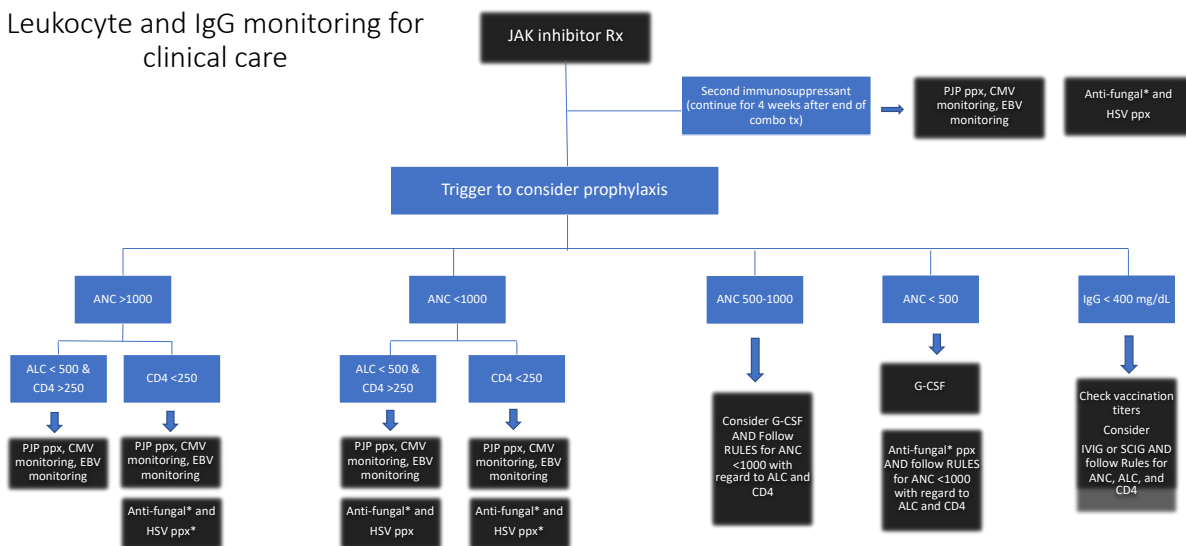 Leukocyte and IgG monitoring for
clinical care
JAK inhibitor Rx
Second immunosuppressant
(continue for 4 weeks after end of
combo tx)
PJP ppx, CMV
monitoring, EBV
monitoring
Anti-fungal* and
HSV ppx
Trigger to consider prophylaxis
ANC >1000
ANC <1000
ANC 500-1000
ANC < 500
IgG < 400 mg/dL
ALC < 500 &
CD4 >250
CD4 <250
ALC < 500 &
CD4 >250
CD4 <250
PJP ppx, CMV
monitoring, EBV
monitoring
PJP ppx, CMV
monitoring, EBV
monitoring
Anti-fungal* and
HSV ppx*
PJP ppx, CMV
monitoring, EBV
monitoring
Anti-fungal* and
HSV ppx
PJP ppx, CMV
monitoring, EBV
monitoring
Anti-fungal* and
HSV ppx*
Consider G-CSF
AND Follow
RULES for ANC
<1000 with
regard to ALC and
CD4
G-CSF
Anti-fungal* ppx
AND follow RULES
for ANC <1000
with regard to
ALC and CD4
Check vaccination
titers
Consider
IVIG or SCIG AND
follow Rules for
ANC, ALC, and
CD4